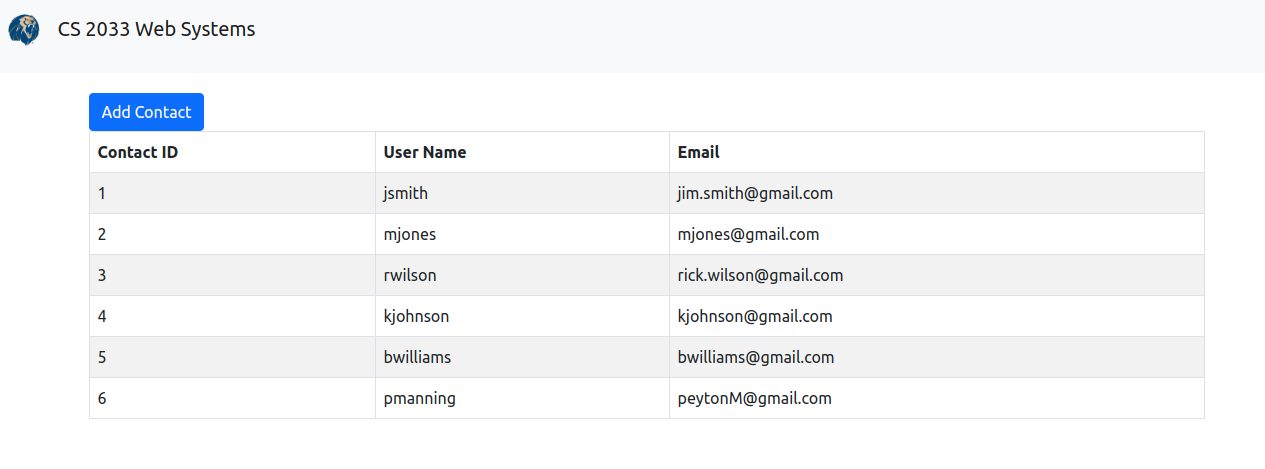 CS 2033 Web Systems
Add Contact
Contact ID User Name Email
1 jsmith jim.smith@gmail.com
2 mjones mjones@gmail.com
3 rwilson rick.wilson@gmail.com
4 kjohnson kjohnson@gmail.com
5 bwilliams bwilliams@gmail.com
6 pmanning peytonM@gmail.com